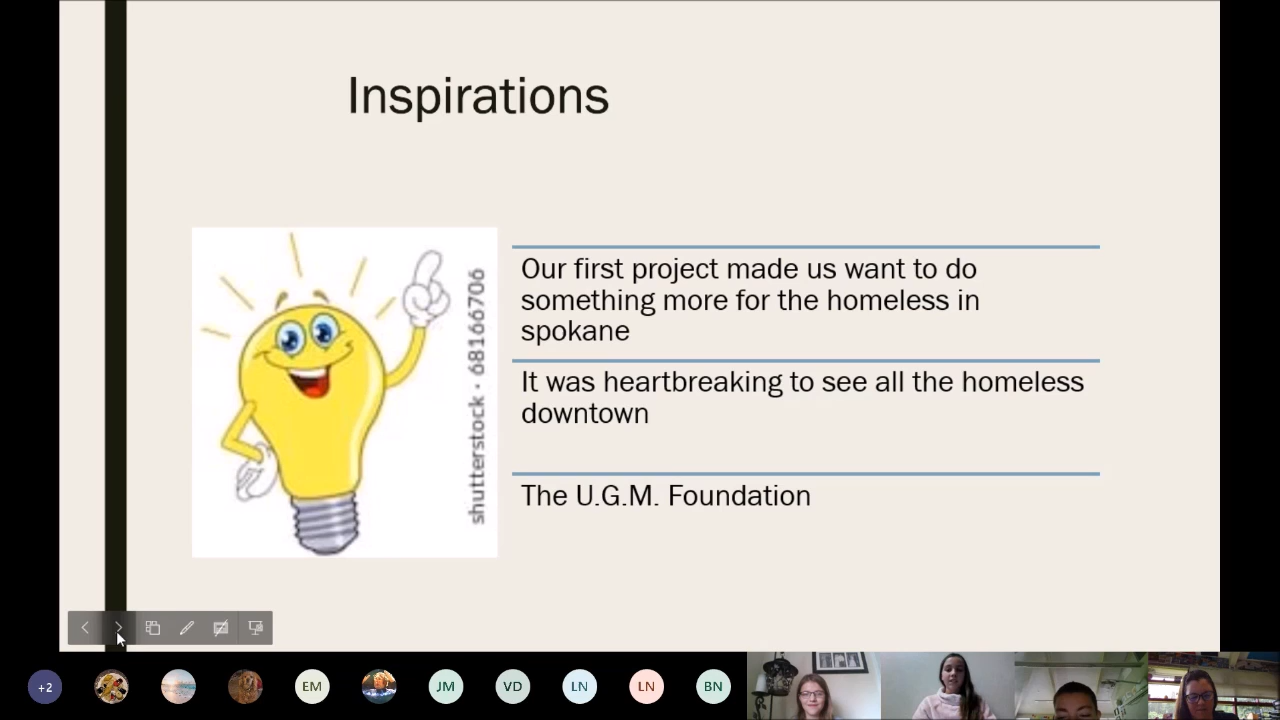 Inspirations
Our first project made us want to do
something more for the homeless in
spokane
It was heartbreaking to see all the homeless
downtown
The U.G.M. Foundation
shutterstock · 68166706
+2
EM
JM
VD
LN
LN
BN